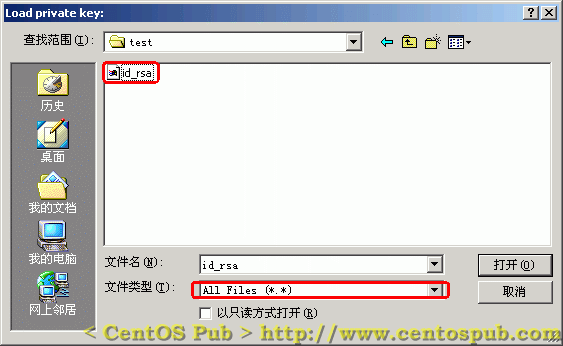 Load private key:
查找范围(I):
test
id_rsa
历史
桌面
我的文档
我的电脑
网上邻居
文件名(N):
id_rsa
打开(O)
文件类型(T):
All Files (*.*)
取消
以只读方式打开(R)
< CentOS Pub > http://www.centospub.com